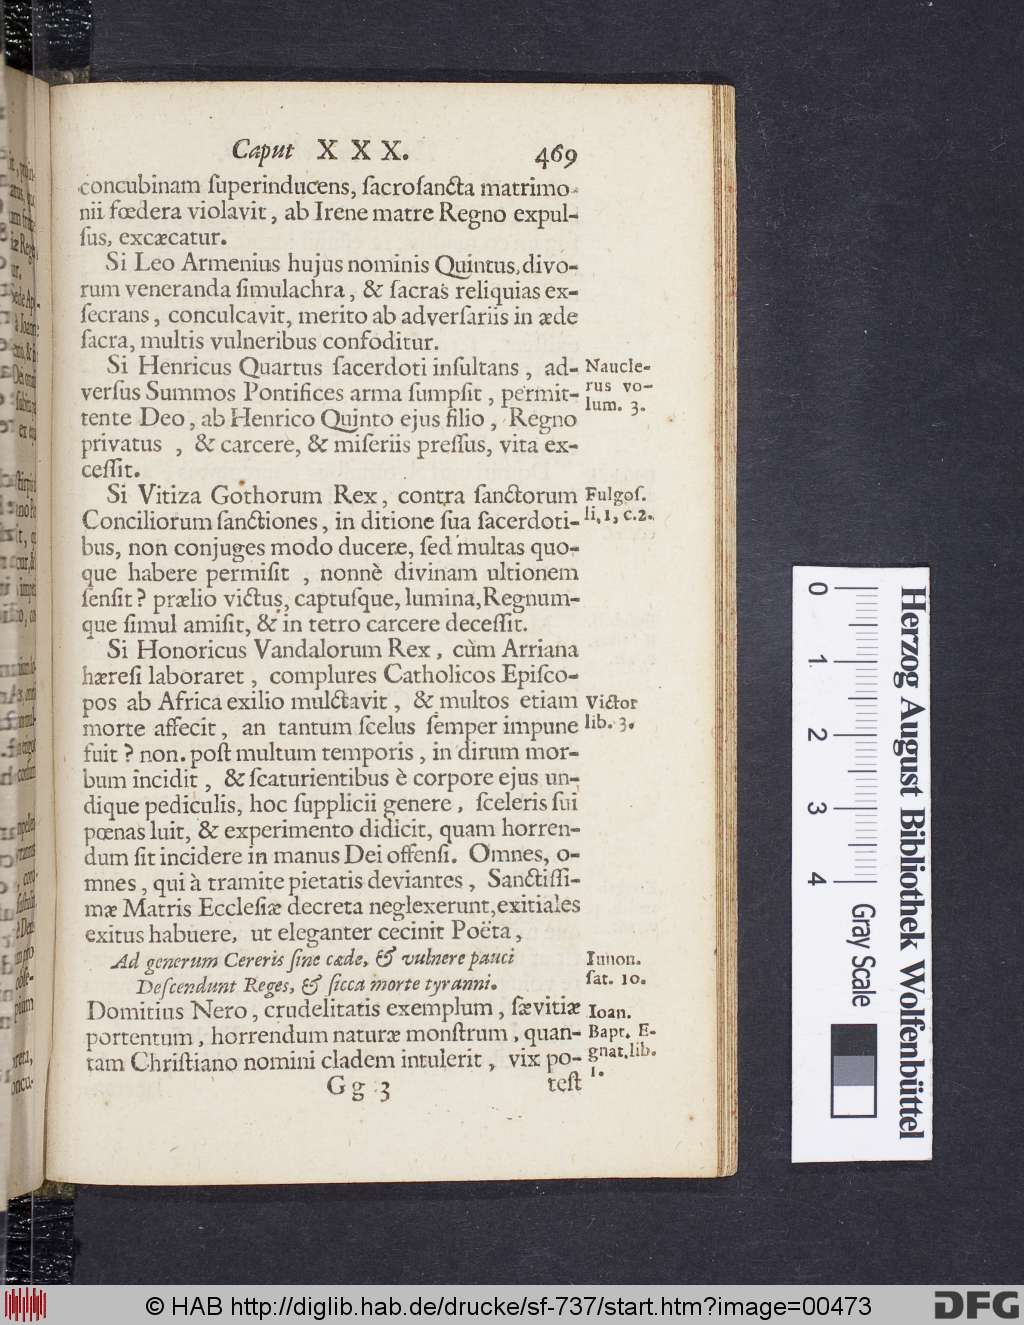 Caput X X X. 469
concubinam ſuperinducens, ſacroſancta matrimo-
nii fœdera violavit, ab Irene matre Regno expul-
ſus, excæcatur.
Si Leo Armenius hujus nominis Quintus, divo-
rum veneranda ſimulachra, & ſacras reliquias ex-
ſecrans, conculcavit, merito ab adverſariis in æde
ſacra, multis vulneribus confoditur.
Si Henricus Quartus ſacerdoti inſultans, ad-
verſus Summos Pontifices arma ſumpſit, permit-
tente Deo, ab Henrico Quinto ejus filio, Regno
privatus , & carcere, & miſeriis preſſus, vita ex-
ceſſit.
Naucle-
rus vo-
lum. 3.
Si Vitiza Gothorum Rex, contra ſanctorum
Conciliorum ſanctiones, in ditione ſua ſacerdoti-
bus, non conjuges modo ducere, ſed multas quo-
que habere permiſit , nonnè divinam ultionem
ſenſit? prælio victus, captuſque, lumina, Regnum-
que ſimul amiſit, & in tetro carcere deceſſit.
Fulgoſ.
li, 1, c.2.
Si Honoricus Vandalorum Rex, cùm Arriana
hæreſi laboraret, complures Catholicos Epiſco-
pos ab Africa exilio mulctavit, & multos etiam
morte affecit, an tantum ſcelus ſemper impune
fuit? non. poſt multum temporis, in dirum mor-
bum incidit, & ſcaturientibus è corpore ejus un-
dique pediculis, hoc ſupplicii genere, ſceleris ſui
pœnas luit, & experimento didicit, quam horren-
dum ſit incidere in manus Dei offenſi. Omnes, o-
mnes, qui à tramite pietatis deviantes, Sanctiſſi-
mæ Matris Eccleſiæ decreta neglexerunt, exitiales
exitus habuere, ut eleganter cecinit Poëta,
Victor
lib. 3.
Ad generum Cereris ſine cæde, & vulnere pauci
Deſcendunt Reges, & ſicca morte tyranni.
Iunon.
ſat. 10.
Domitius Nero, crudelitatis exemplum, ſævitiæ
portentum, horrendum naturæ monſtrum, quan-
tam Chriſtiano nomini cladem intulerit, vix po-
Ioan.
Bapt. E-
gnat. lib.
1.
G g 3 teſt
0 1 2 3 4
Gray Scale
Herzog August Bibliothek Wolfenbüttel
© HAB http://diglib.hab.de/drucke/sf-737/start.htm?image=00473
DFG